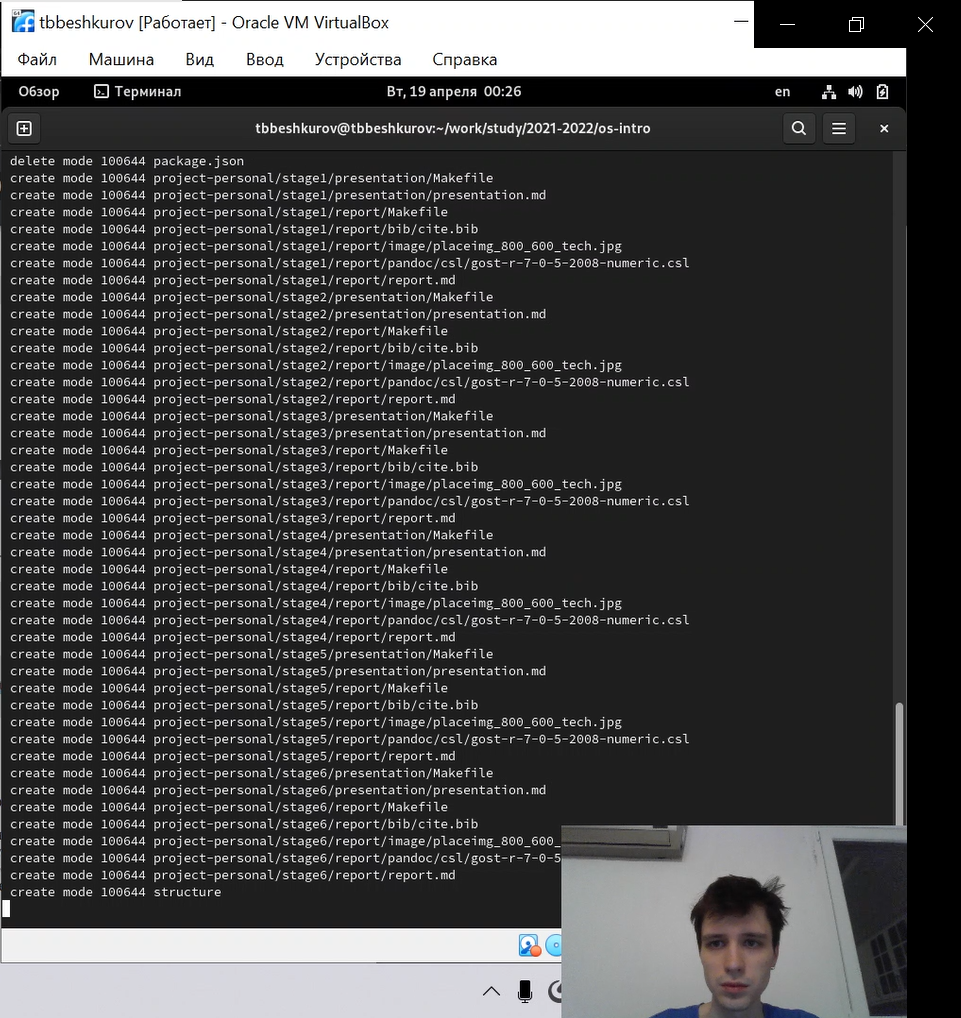 tbbeshkurov [Работает] - Oracle VM VirtualBox
Файл Машина Вид Ввод Устройства Справка
Обзор Терминал Вт, 19 апреля 00:26 en
tbbeshkurov@tbbeshkurov:~/work/study/2021-2022/os-intro
delete mode 100644 package.json
create mode 100644 project-personal/stage1/presentation/Makefile
create mode 100644 project-personal/stage1/presentation/presentation.md
create mode 100644 project-personal/stage1/report/Makefile
create mode 100644 project-personal/stage1/report/bib/cite.bib
create mode 100644 project-personal/stage1/report/image/placeimg_800_600_tech.jpg
create mode 100644 project-personal/stage1/report/pandoc/csl/gost-r-7-0-5-2008-numeric.csl
create mode 100644 project-personal/stage1/report/report.md
create mode 100644 project-personal/stage2/presentation/Makefile
create mode 100644 project-personal/stage2/presentation/presentation.md
create mode 100644 project-personal/stage2/report/Makefile
create mode 100644 project-personal/stage2/report/bib/cite.bib
create mode 100644 project-personal/stage2/report/image/placeimg_800_600_tech.jpg
create mode 100644 project-personal/stage2/report/pandoc/csl/gost-r-7-0-5-2008-numeric.csl
create mode 100644 project-personal/stage2/report/report.md
create mode 100644 project-personal/stage3/presentation/Makefile
create mode 100644 project-personal/stage3/presentation/presentation.md
create mode 100644 project-personal/stage3/report/Makefile
create mode 100644 project-personal/stage3/report/bib/cite.bib
create mode 100644 project-personal/stage3/report/image/placeimg_800_600_tech.jpg
create mode 100644 project-personal/stage3/report/pandoc/csl/gost-r-7-0-5-2008-numeric.csl
create mode 100644 project-personal/stage3/report/report.md
create mode 100644 project-personal/stage4/presentation/Makefile
create mode 100644 project-personal/stage4/presentation/presentation.md
create mode 100644 project-personal/stage4/report/Makefile
create mode 100644 project-personal/stage4/report/bib/cite.bib
create mode 100644 project-personal/stage4/report/image/placeimg_800_600_tech.jpg
create mode 100644 project-personal/stage4/report/pandoc/csl/gost-r-7-0-5-2008-numeric.csl
create mode 100644 project-personal/stage4/report/report.md
create mode 100644 project-personal/stage5/presentation/Makefile
create mode 100644 project-personal/stage5/presentation/presentation.md
create mode 100644 project-personal/stage5/report/Makefile
create mode 100644 project-personal/stage5/report/bib/cite.bib
create mode 100644 project-personal/stage5/report/image/placeimg_800_600_tech.jpg
create mode 100644 project-personal/stage5/report/pandoc/csl/gost-r-7-0-5-2008-numeric.csl
create mode 100644 project-personal/stage5/report/report.md
create mode 100644 project-personal/stage6/presentation/Makefile
create mode 100644 project-personal/stage6/presentation/presentation.md
create mode 100644 project-personal/stage6/report/Makefile
create mode 100644 project-personal/stage6/report/bib/cite.bib
create mode 100644 project-personal/stage6/report/image/placeimg_800_600_
create mode 100644 project-personal/stage6/report/pandoc/csl/gost-r-7-0-5
create mode 100644 project-personal/stage6/report/report.md
create mode 100644 structure